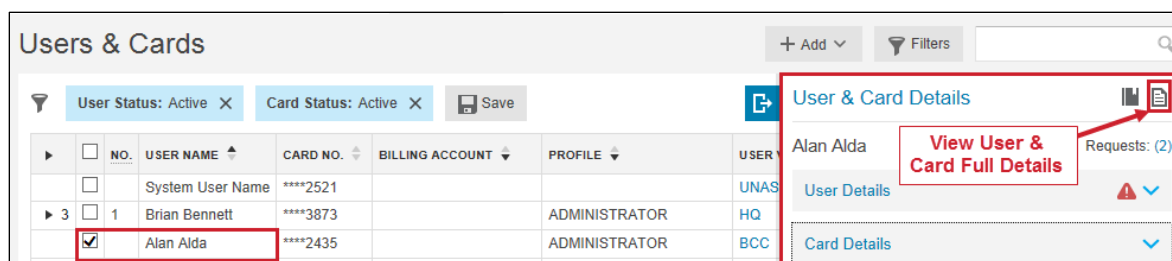 Users & Cards
Add
Filters
User Status: Active X
Card Status: Active X
Save
User & Card Details
NO. USER NAME CARD NO. BILLING ACCOUNT PROFILE USER
Alan Alda
Requests: (2)
View User &
Card Full Details
System User Name ****2521 UNAS
User Details
3 1 Brian Bennett ****3873 ADMINISTRATOR HQ
Alan Alda ****2435 ADMINISTRATOR BCC
Card Details